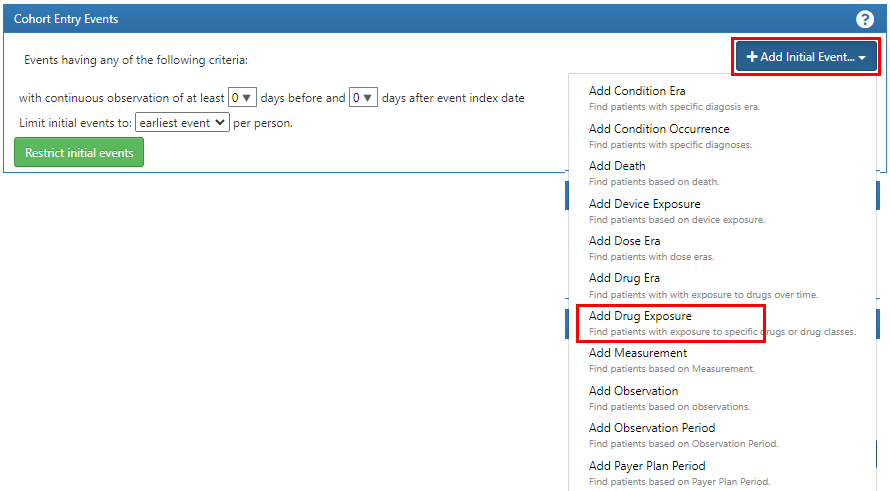 Cohort Entry Events
?
Events having any of the following criteria:
+ Add Initial Event...
with continuous observation of at least 0 days before and 0 days after event index date
Limit initial events to: earliest event per person.
Restrict initial events
Add Condition Era
Find patients with specific diagosis era.
Add Condition Occurrence
Find patients with specific diagnoses.
Add Death
Find patients based on death.
Add Device Exposure
Find patients based on device exposure.
Add Dose Era
Find patients with dose eras.
Add Drug Era
Find patients with with exposure to drugs over time.
Add Drug Exposure
Find patients with exposure to specific drugs or drug classes.
Add Measurement
Find patients based on Measurement.
Add Observation
Find patients based on observations.
Add Observation Period
Find patients based on Observation Period.
Add Payer Plan Period
Find patients based on Payer Plan Period.